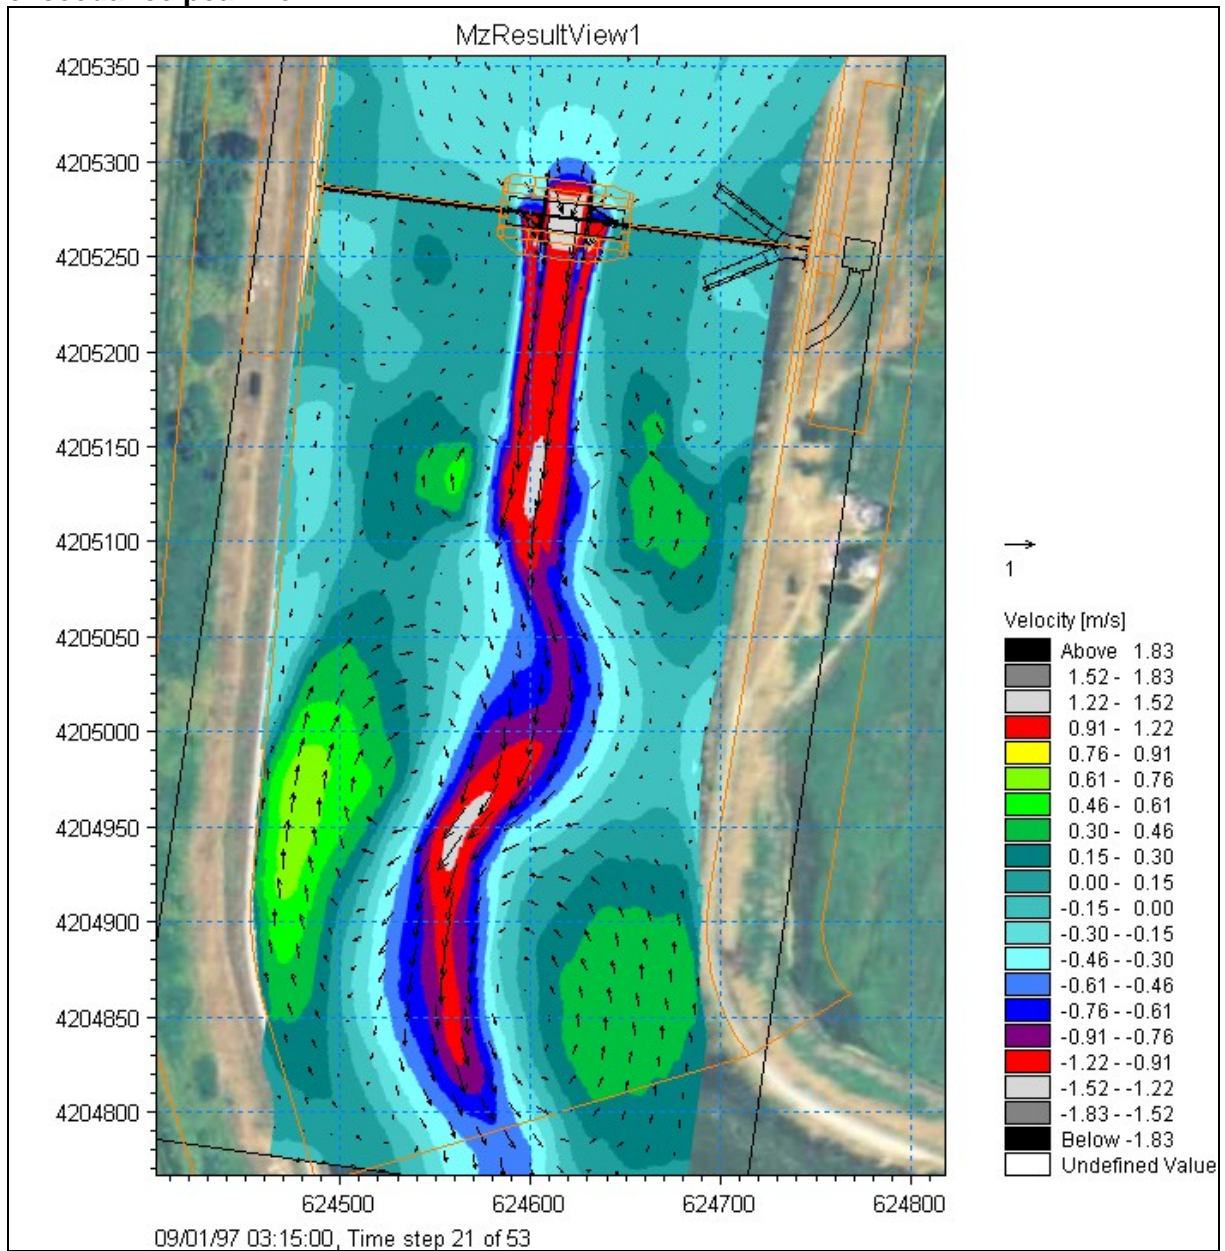 MzResultView1
4205350
4205300
4205250
4205200
4205150
4205100
4205050
4205000
4204950
4204900
4204850
4204800
624500 624600 624700 624800
09/01/97 03:15:00, Time step 21 of 53
1
Velocity [m/s]
Above 1.83
1.52 - 1.83
1.22 - 1.52
0.91 - 1.22
0.76 - 0.91
0.61 - 0.76
0.46 - 0.61
0.30 - 0.46
0.15 - 0.30
0.00 - 0.15
-0.15 - 0.00
-0.30 - -0.15
-0.46 - -0.30
-0.61 - -0.46
-0.76 - -0.61
-0.91 - -0.76
-1.22 - -0.91
-1.52 - -1.22
-1.83 - -1.52
Below -1.83
Undefined Value